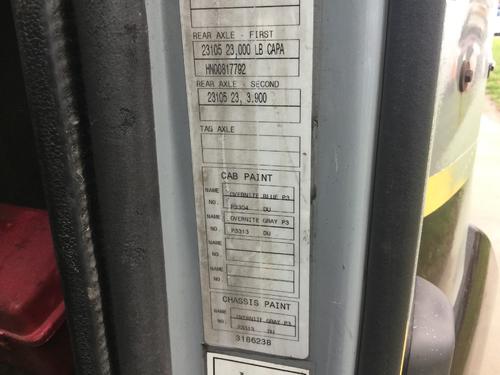 REAR AXLE - FIRST
23105 23,000 LB CAPA
HN00817792
REAR AXLE - SECOND
23105 23, 3.900
TAG AXLE
CAB PAINT
NAME OVERNITE BLUE P3
NO. P3304 DU
NAME OVERNITE GRAY P3
NO. P3313 DU
NAME
NO.
NAME
NO.
CHASSIS PAINT
NAME OVERNITE GRAY P3
NO. P3313 DU
3186238